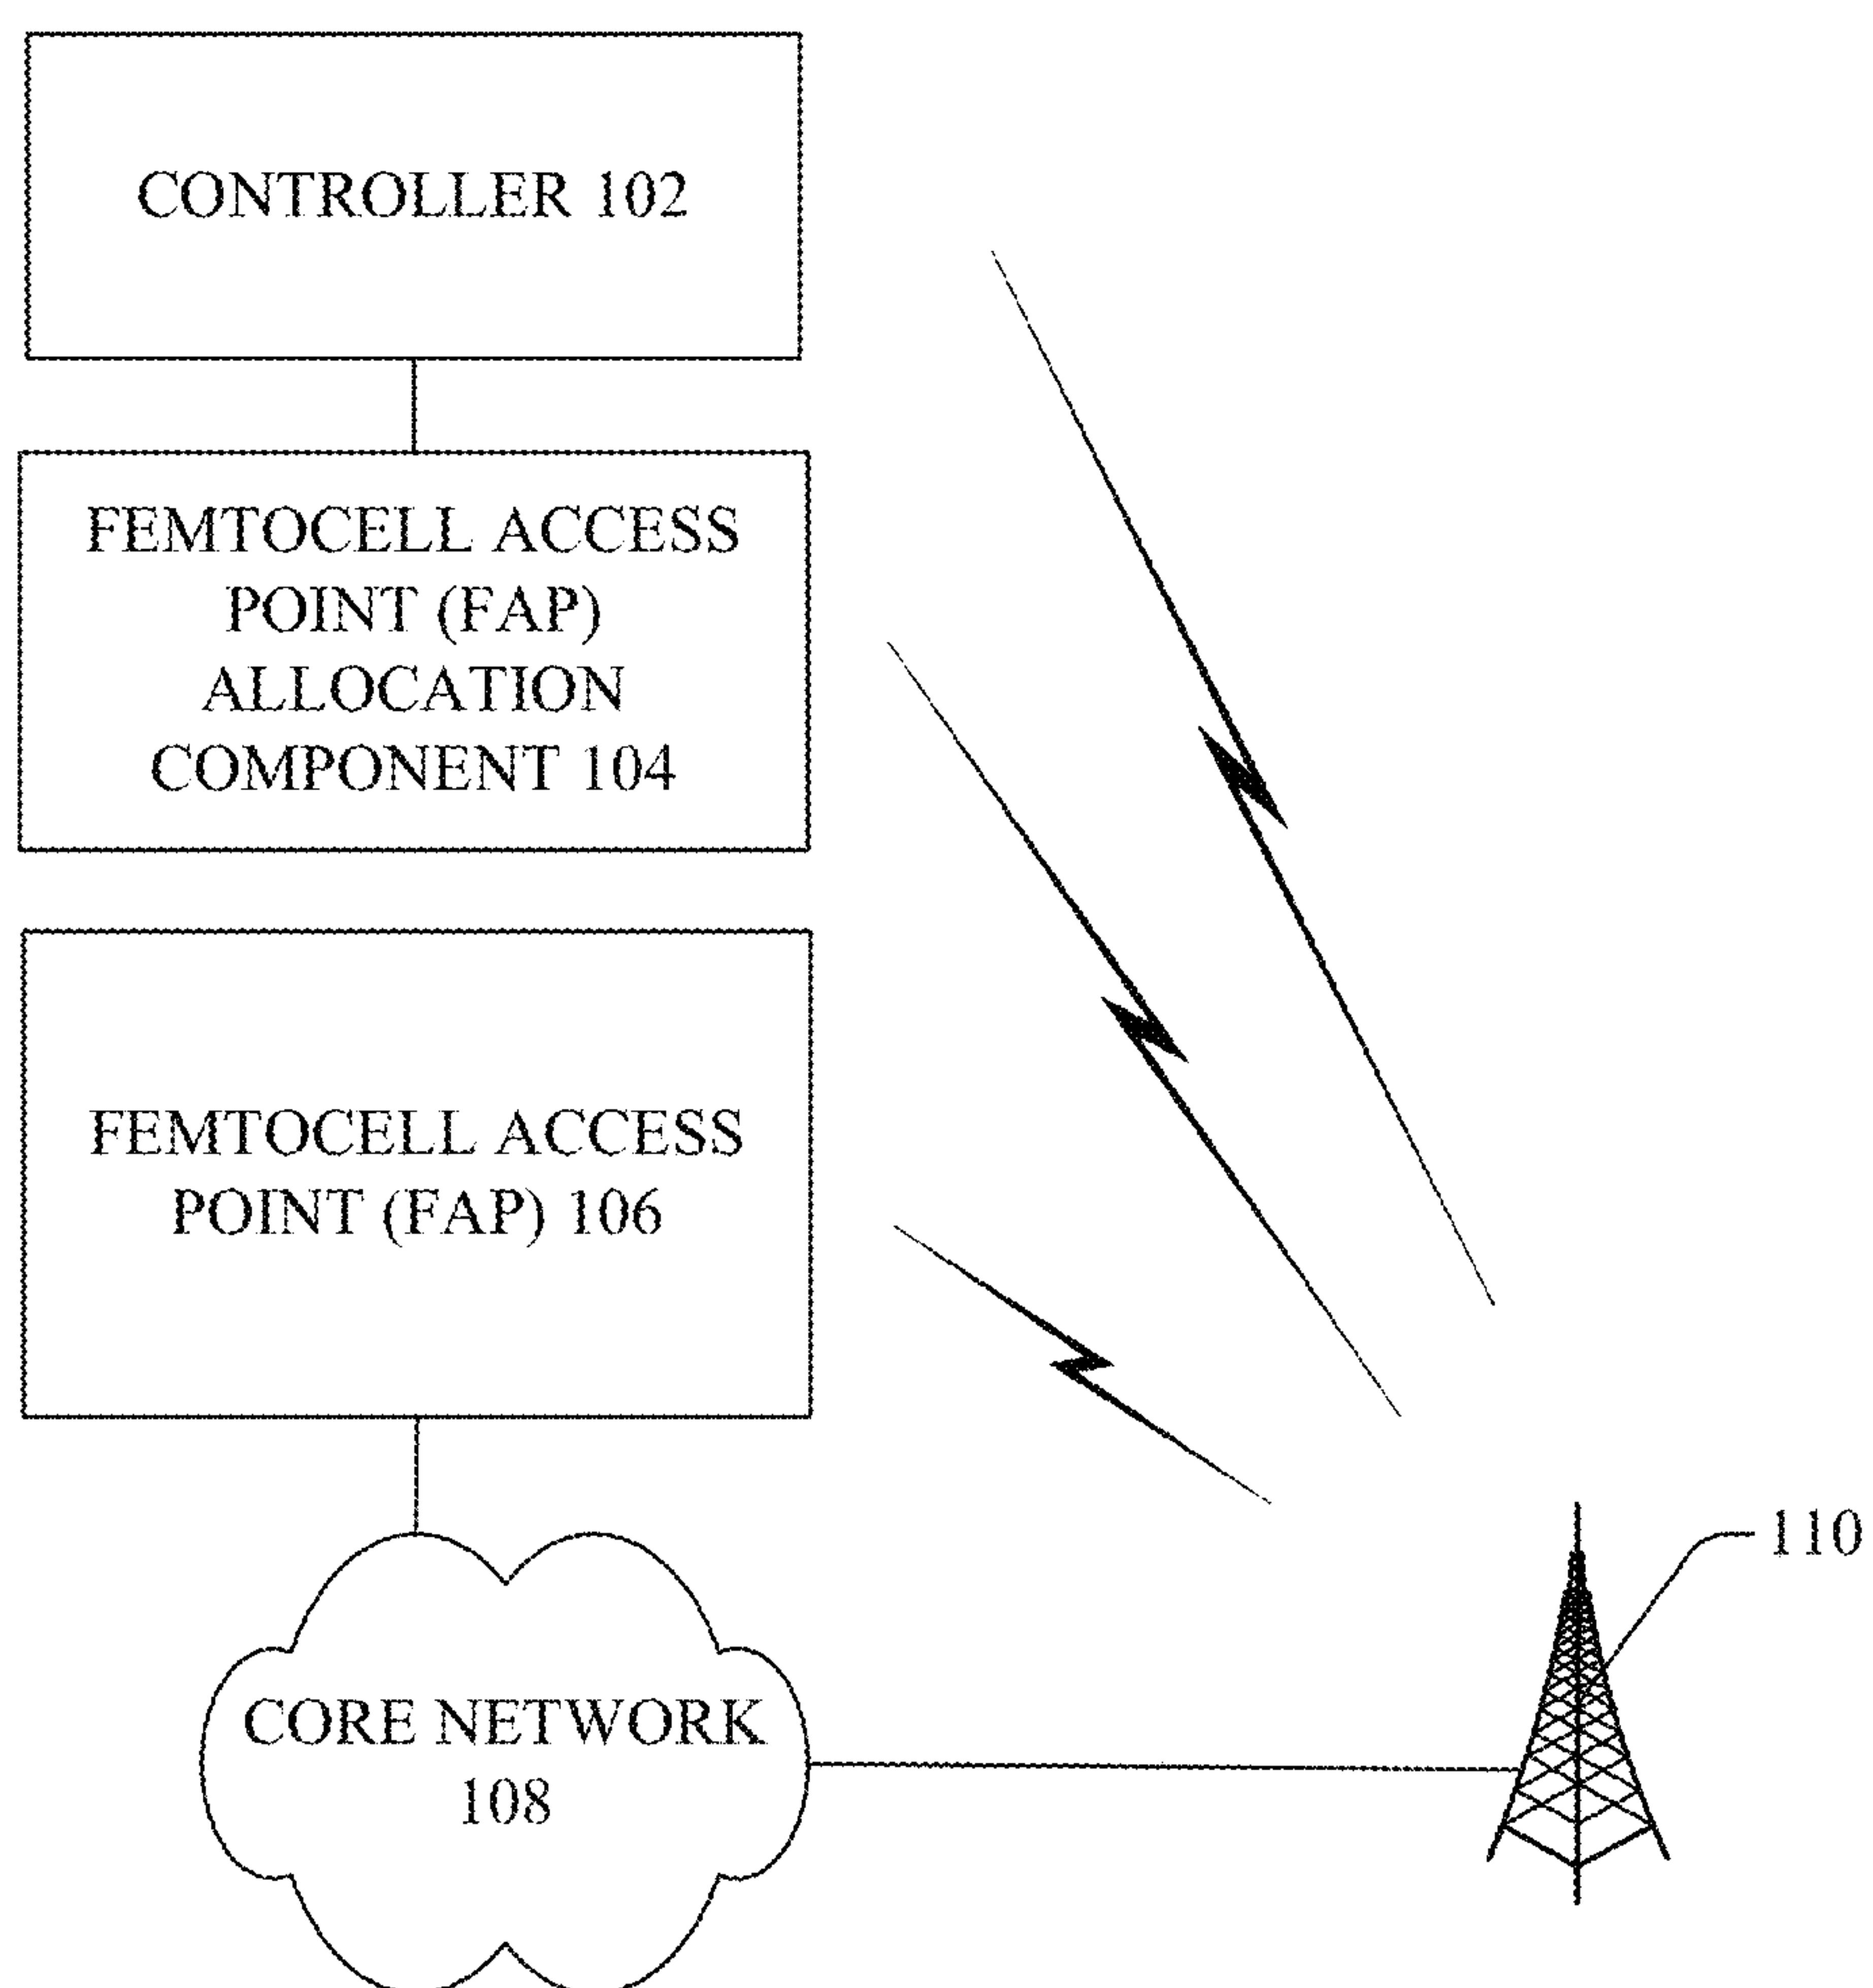 CONTROLLER 102
FEMTOCELL ACCESS
POINT (FAP)
ALLOCATION
COMPONENT 104
FEMTOCELL ACCESS
POINT (FAP) 106
110
CORE NETWORK
108